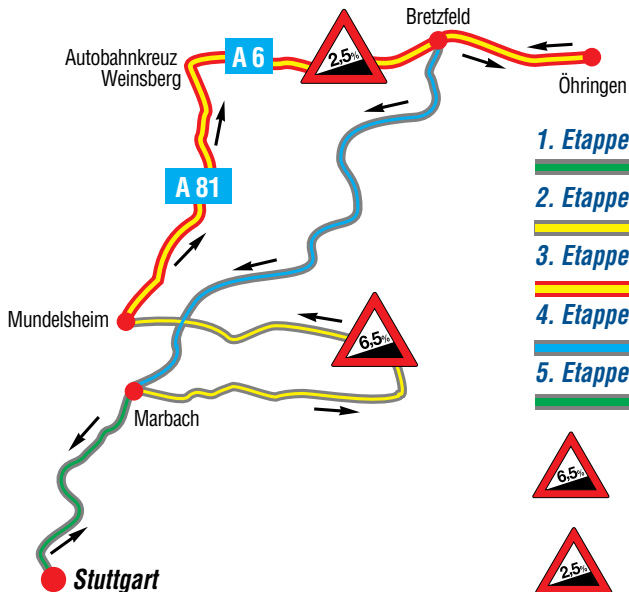 Bretzfeld
Autobahnkreuz
Weinsberg
A 6
2,5%
Öhringen
A 81
1. Etappe
2. Etappe
3. Etappe
4. Etappe
5. Etappe
Mundelsheim
6,5%
Marbach
6,5%
2,5%
Stuttgart